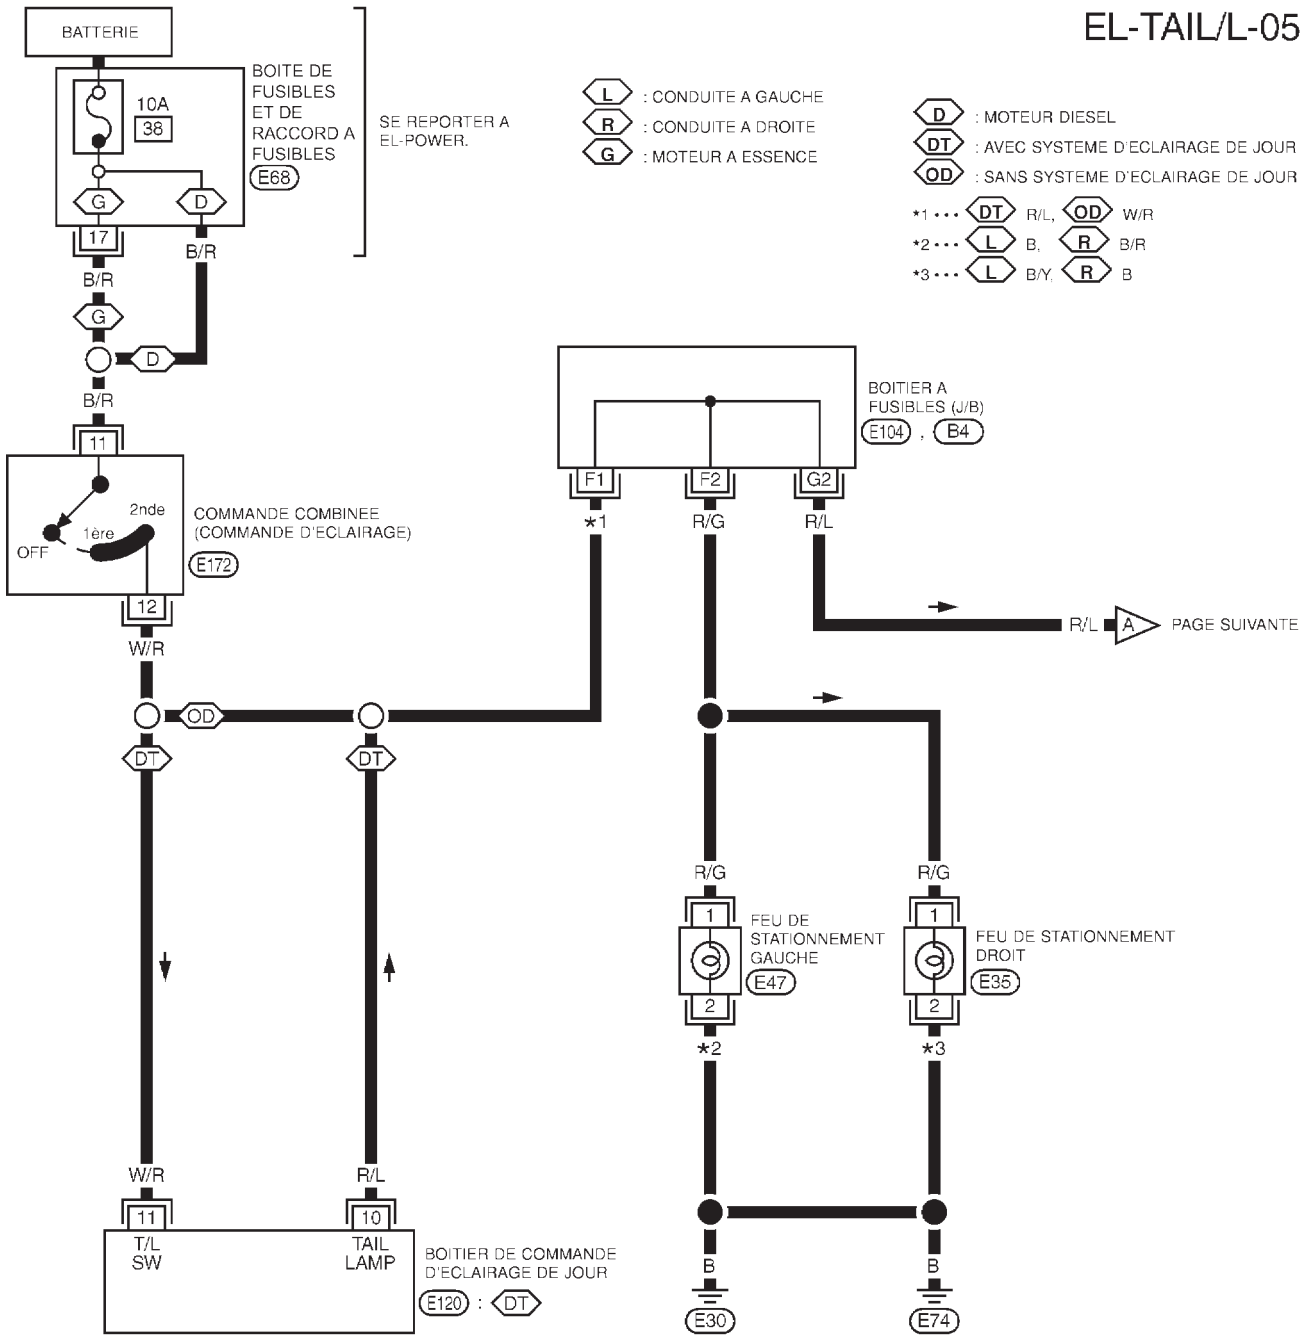 EL-TAIL/L-05
BATTERIE
10A
38
G
D
BOITE DE
FUSIBLES
ET DE
RACCORD A
FUSIBLES
E68
SE REPORTER A
EL-POWER.
L : CONDUITE A GAUCHE
R : CONDUITE A DROITE
G : MOTEUR A ESSENCE
D : MOTEUR DIESEL
DT : AVEC SYSTEME D'ECLAIRAGE DE JOUR
OD : SANS SYSTEME D'ECLAIRAGE DE JOUR
*1 ••• DT R/L, OD W/R
*2 ••• L B, R B/R
*3 ••• L B/Y, R B
17
B/R
B/R
G
D
B/R
11
2nde
1ère
OFF
COMMANDE COMBINEE
(COMMANDE D'ECLAIRAGE)
E172
12
W/R
OD
DT
DT
BOITIER A
FUSIBLES (J/B)
E104 , B4
F1
F2
G2
*1
R/G
R/L
R/L
A
PAGE SUIVANTE
R/G
R/G
1
1
FEU DE
STATIONNEMENT
GAUCHE
E47
FEU DE STATIONNEMENT
DROIT
E35
2
2
*2
*3
W/R
R/L
11
10
T/L
SW
TAIL
LAMP
BOITIER DE COMMANDE
D'ECLAIRAGE DE JOUR
E120 : DT
B
B
E30
E74